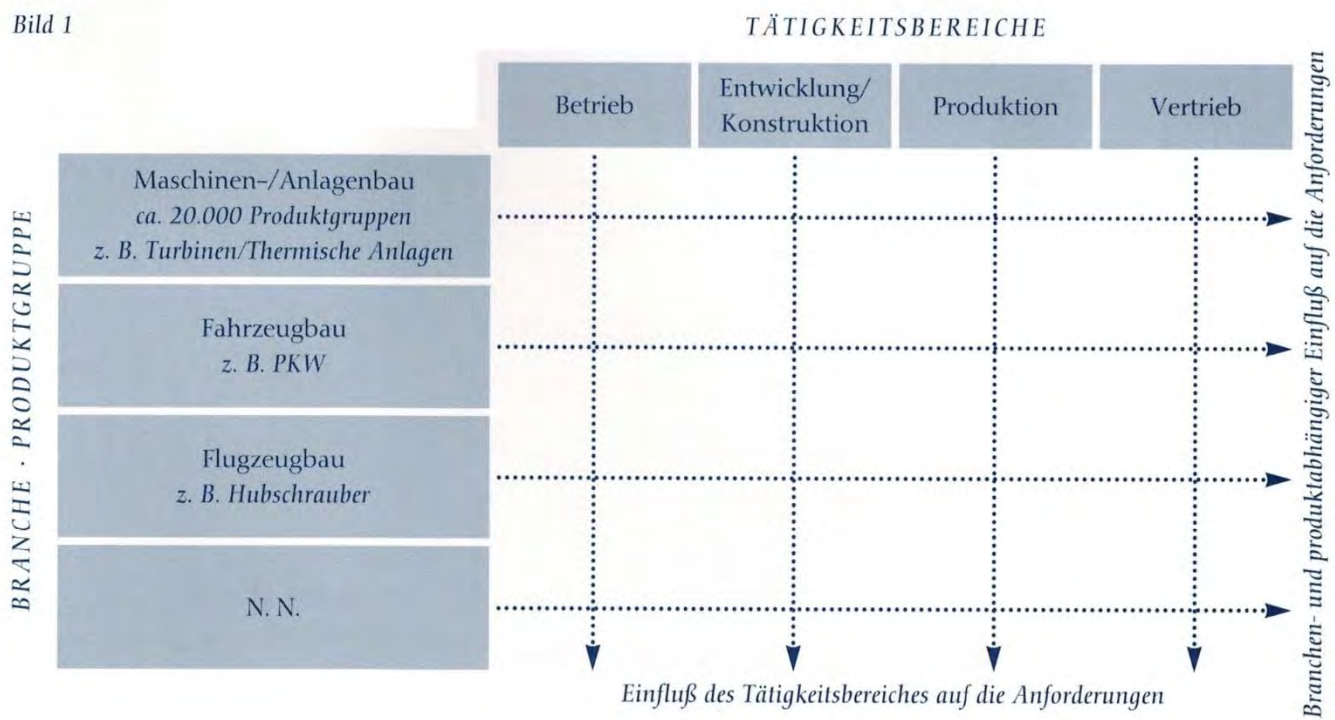 Bild 1
TÄTIGKEITSBEREICHE
Betrieb
Entwicklung/
Konstruktion
Produktion
Vertrieb
BRANCHE · PRODUKTGRUPPE
Maschinen-/Anlagenbau
ca. 20.000 Produktgruppen
z. B. Turbinen/Thermische Anlagen
Fahrzeugbau
z. B. PKW
Flugzeugbau
z. B. Hubschrauber
N. N.
Einfluß des Tätigkeitsbereiches auf die Anforderungen
Branchen- und produktabhängiger Einfluß auf die Anforderungen